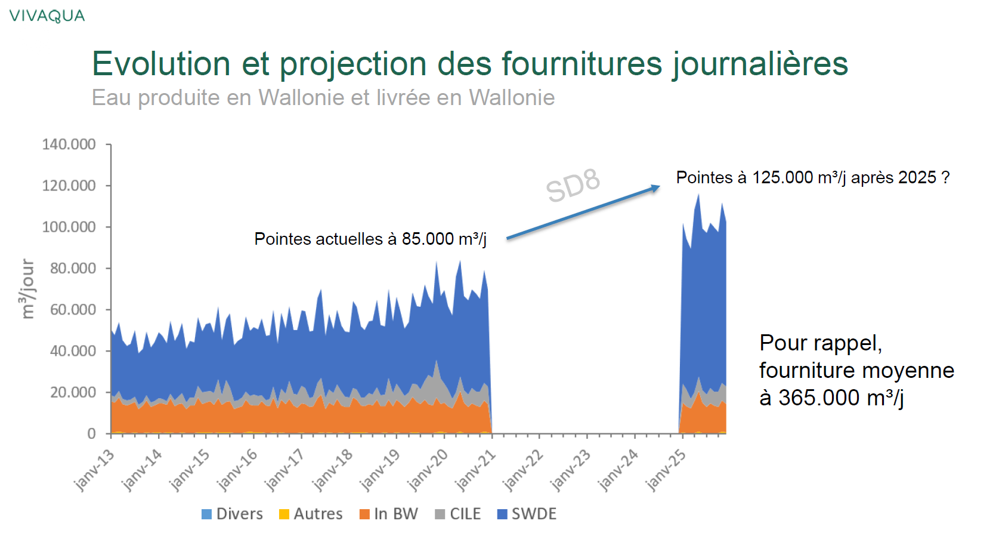 VIVAQUA
Evolution et projection des fournitures journalières
Eau produite en Wallonie et livrée en Wallonie
140.000
120.000
100.000
80.000
60.000
40.000
20.000
0
m³/jour
SD8
Pointes à 125.000 m³/j après 2025 ?
Pointes actuelles à 85.000 m³/j
Pour rappel,
fourniture moyenne
à 365.000 m³/j
janv-13
janv-14
janv-15
janv-16
janv-17
janv-18
janv-19
janv-20
janv-21
janv-22
janv-23
janv-24
janv-25
Divers
Autres
In BW
CILE
SWDE